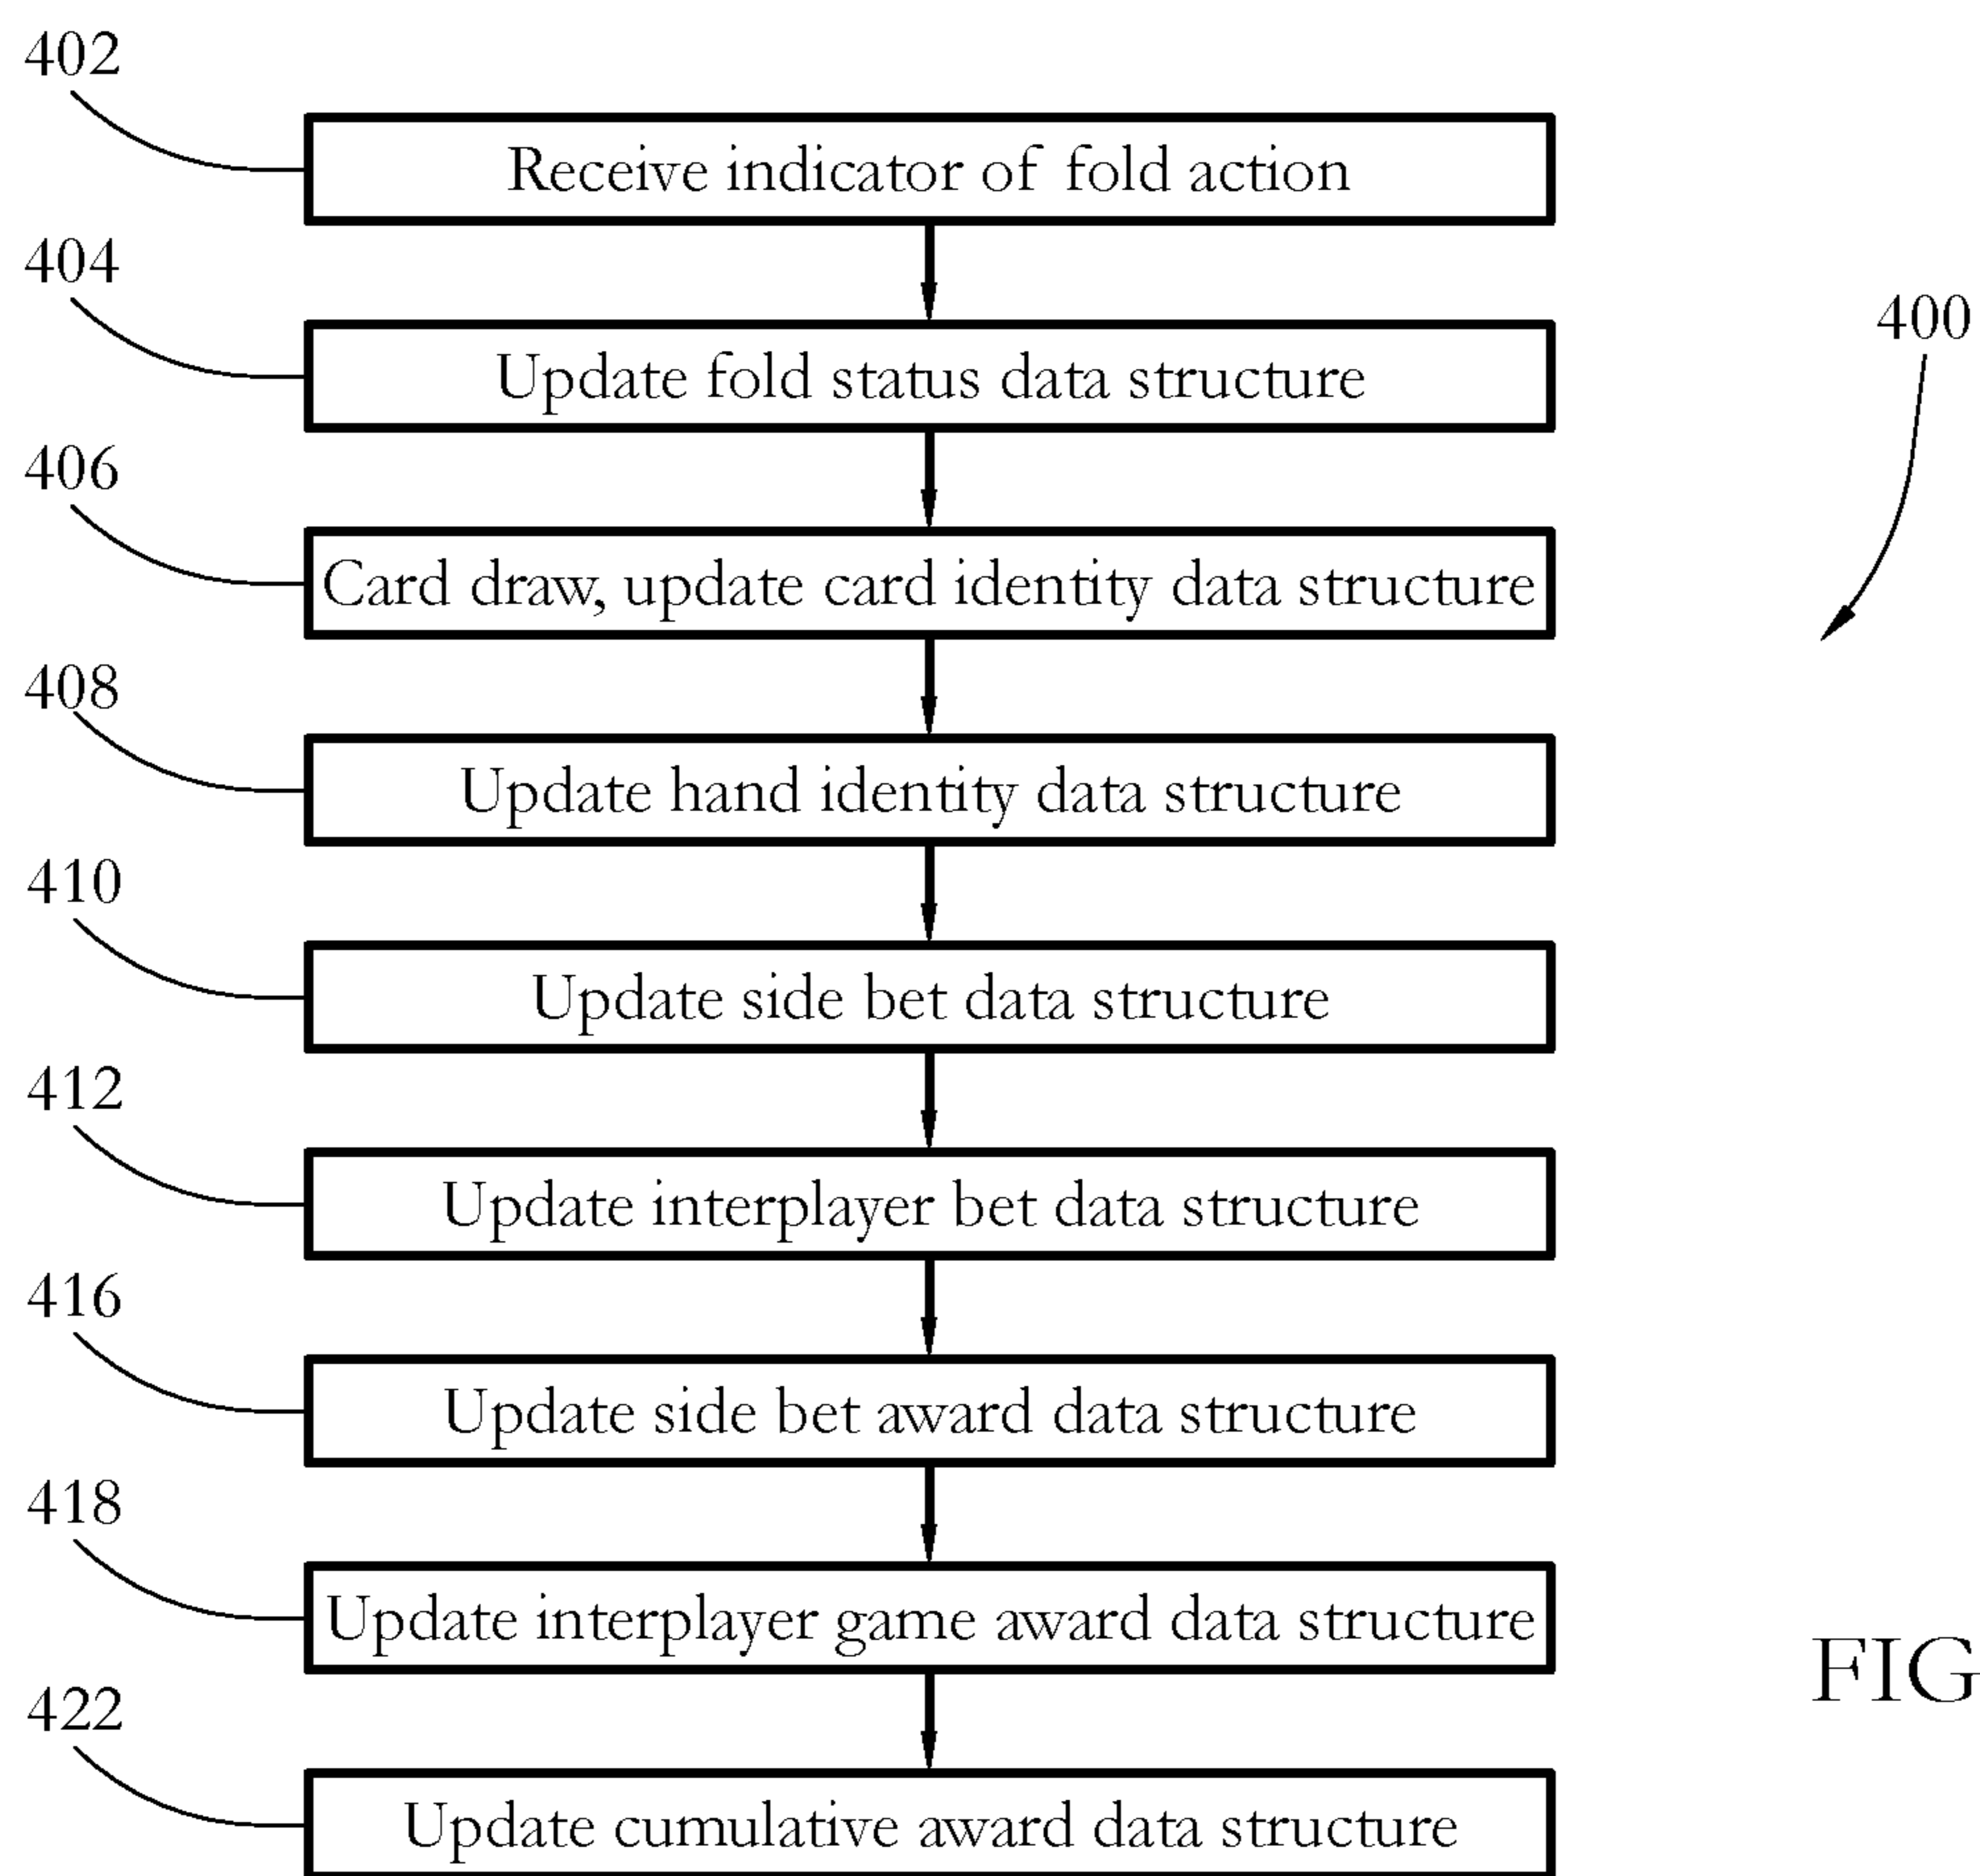 402
Receive indicator of fold action
404
Update fold status data structure
400
406
Card draw, update card identity data structure
408
Update hand identity data structure
410
Update side bet data structure
412
Update interplayer bet data structure
416
Update side bet award data structure
418
Update interplayer game award data structure
FIG
422
Update cumulative award data structure